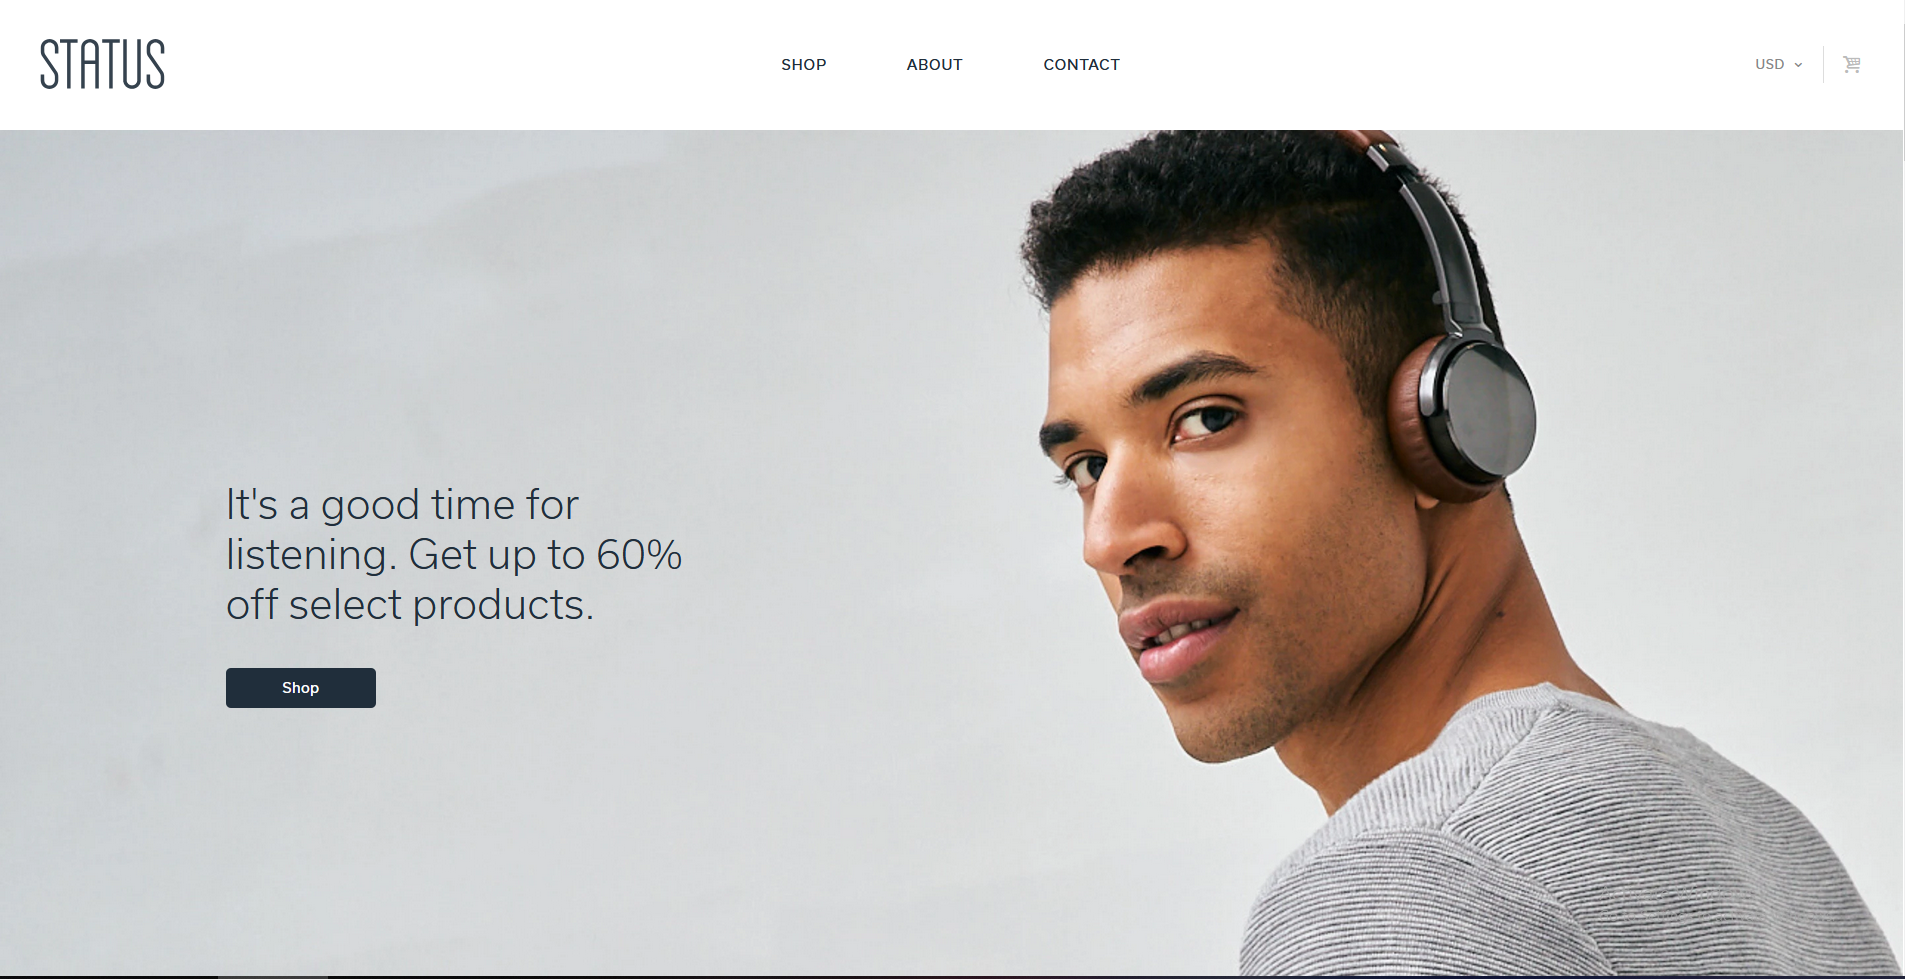 STATUS
SHOP ABOUT CONTACT
USD
It's a good time for
listening. Get up to 60%
off select products.
Shop